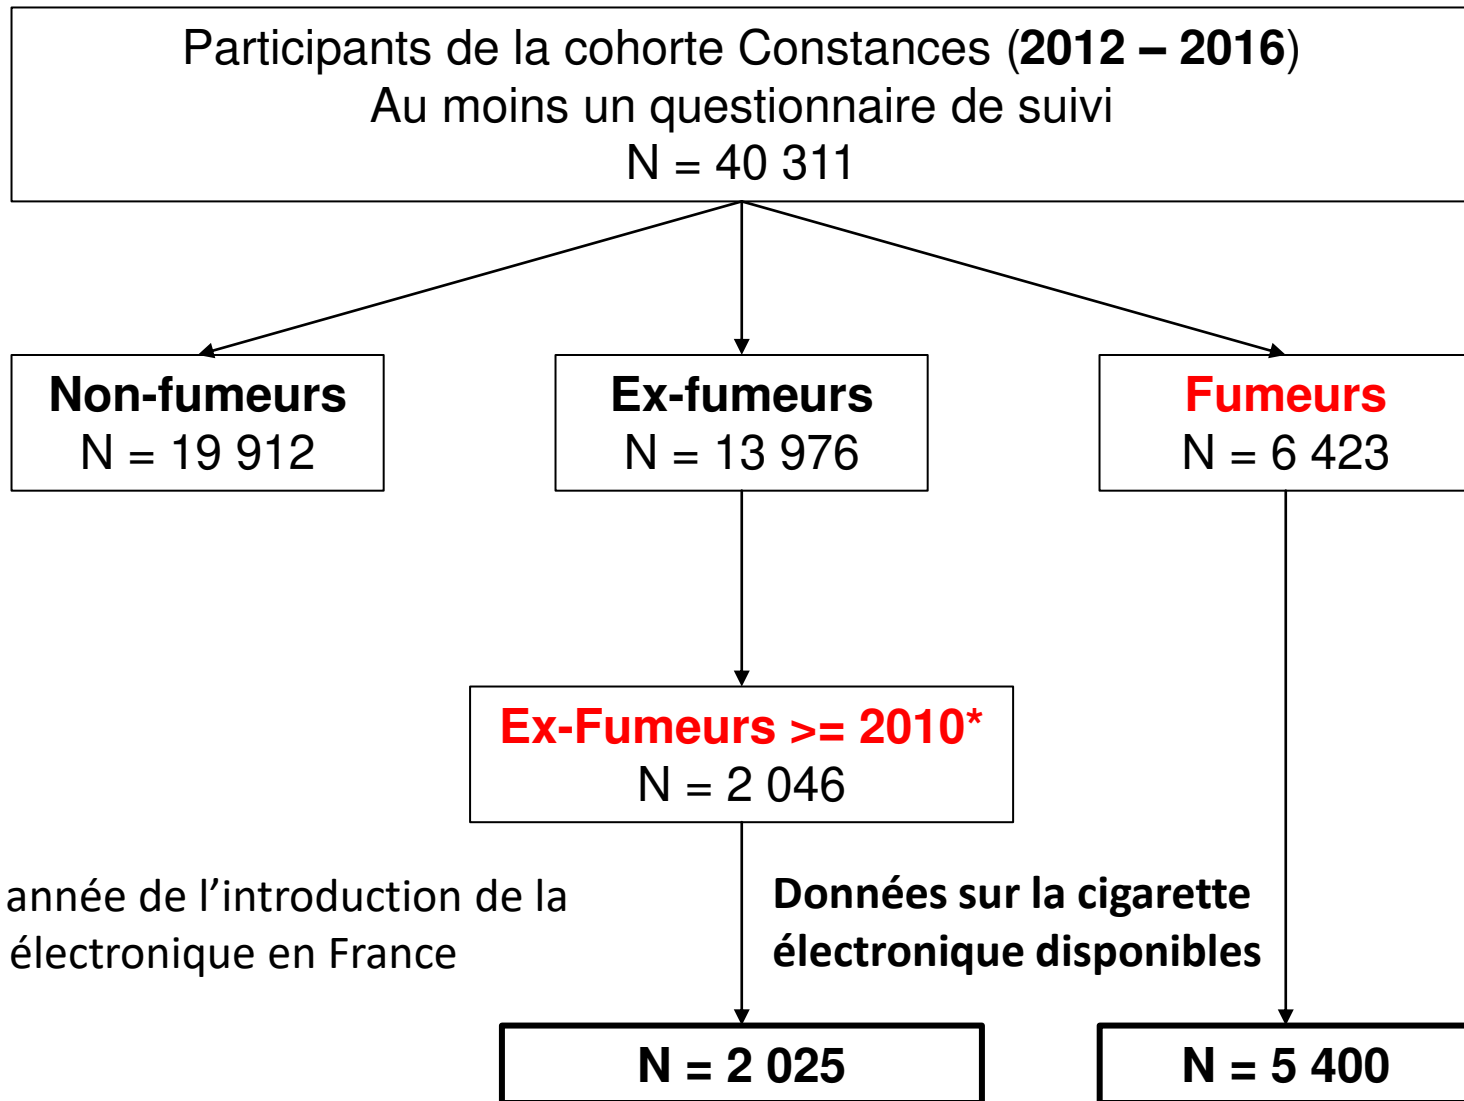 Participants de la cohorte Constances (2012 – 2016)
Au moins un questionnaire de suivi
N = 40 311
Non-fumeurs
N = 19 912
Ex-fumeurs
N = 13 976
Fumeurs
N = 6 423
Ex-Fumeurs >= 2010*
N = 2 046
année de l’introduction de la
électronique en France
Données sur la cigarette
électronique disponibles
N = 2 025
N = 5 400